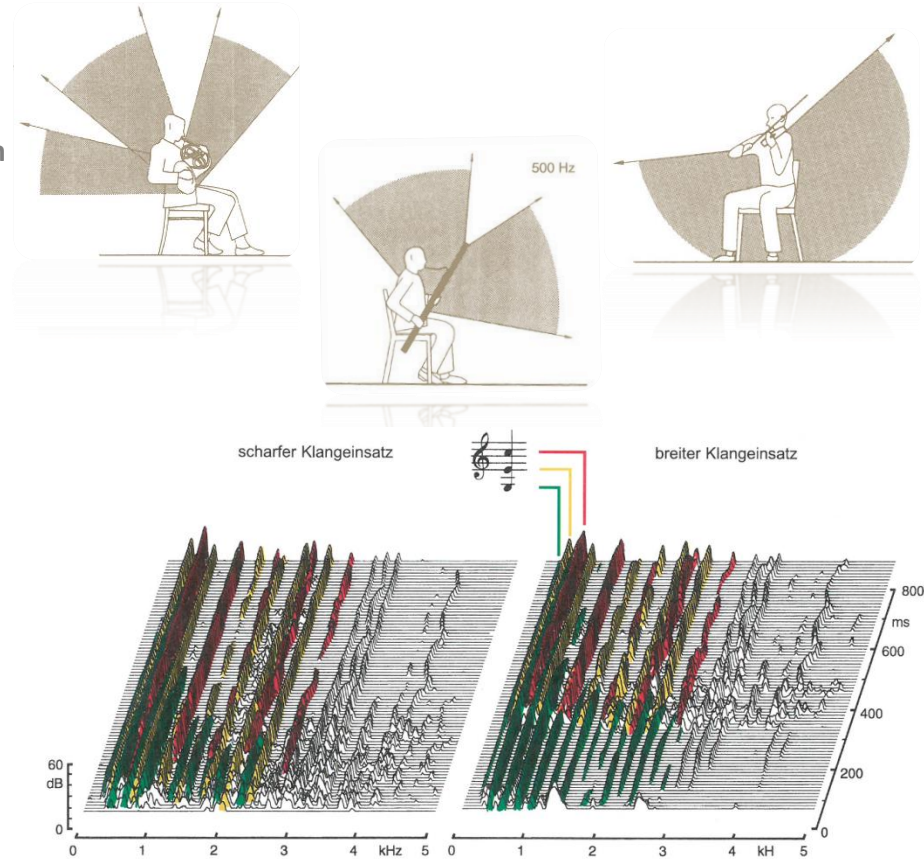 n
500 Hz
scharfer Klangeinsatz
breiter Klangeinsatz
800
ms
600
400
200
0
60
dB
0
0 1 2 3 kHz 4 5
0 1 2 3 kH 4 5